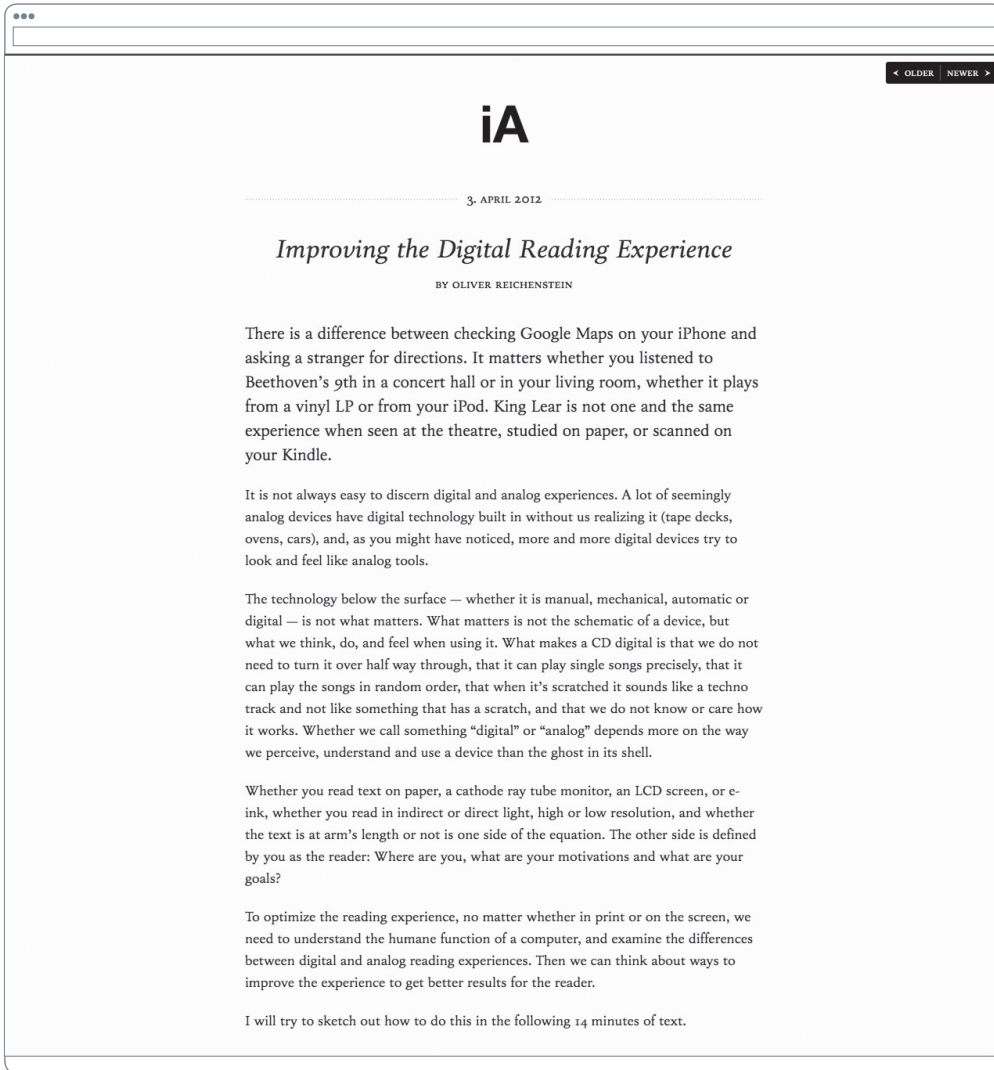 < OLDER | NEWER >
iA
3. APRIL 2012
Improving the Digital Reading Experience
BY OLIVER REICHENSTEIN
There is a difference between checking Google Maps on your iPhone and
asking a stranger for directions. It matters whether you listened to
Beethoven’s 9th in a concert hall or in your living room, whether it plays
from a vinyl LP or from your iPod. King Lear is not one and the same
experience when seen at the theatre, studied on paper, or scanned on
your Kindle.
It is not always easy to discern digital and analog experiences. A lot of seemingly
analog devices have digital technology built in without us realizing it (tape decks,
ovens, cars), and, as you might have noticed, more and more digital devices try to
look and feel like analog tools.
The technology below the surface — whether it is manual, mechanical, automatic or
digital — is not what matters. What matters is not the schematic of a device, but
what we think, do, and feel when using it. What makes a CD digital is that we do not
need to turn it over half way through, that it can play single songs precisely, that it
can play the songs in random order, that when it’s scratched it sounds like a techno
track and not like something that has a scratch, and that we do not know or care how
it works. Whether we call something “digital” or “analog” depends more on the way
we perceive, understand and use a device than the ghost in its shell.
Whether you read text on paper, a cathode ray tube monitor, an LCD screen, or e-
ink, whether you read in indirect or direct light, high or low resolution, and whether
the text is at arm’s length or not is one side of the equation. The other side is defined
by you as the reader: Where are you, what are your motivations and what are your
goals?
To optimize the reading experience, no matter whether in print or on the screen, we
need to understand the humane function of a computer, and examine the differences
between digital and analog reading experiences. Then we can think about ways to
improve the experience to get better results for the reader.
I will try to sketch out how to do this in the following 14 minutes of text.